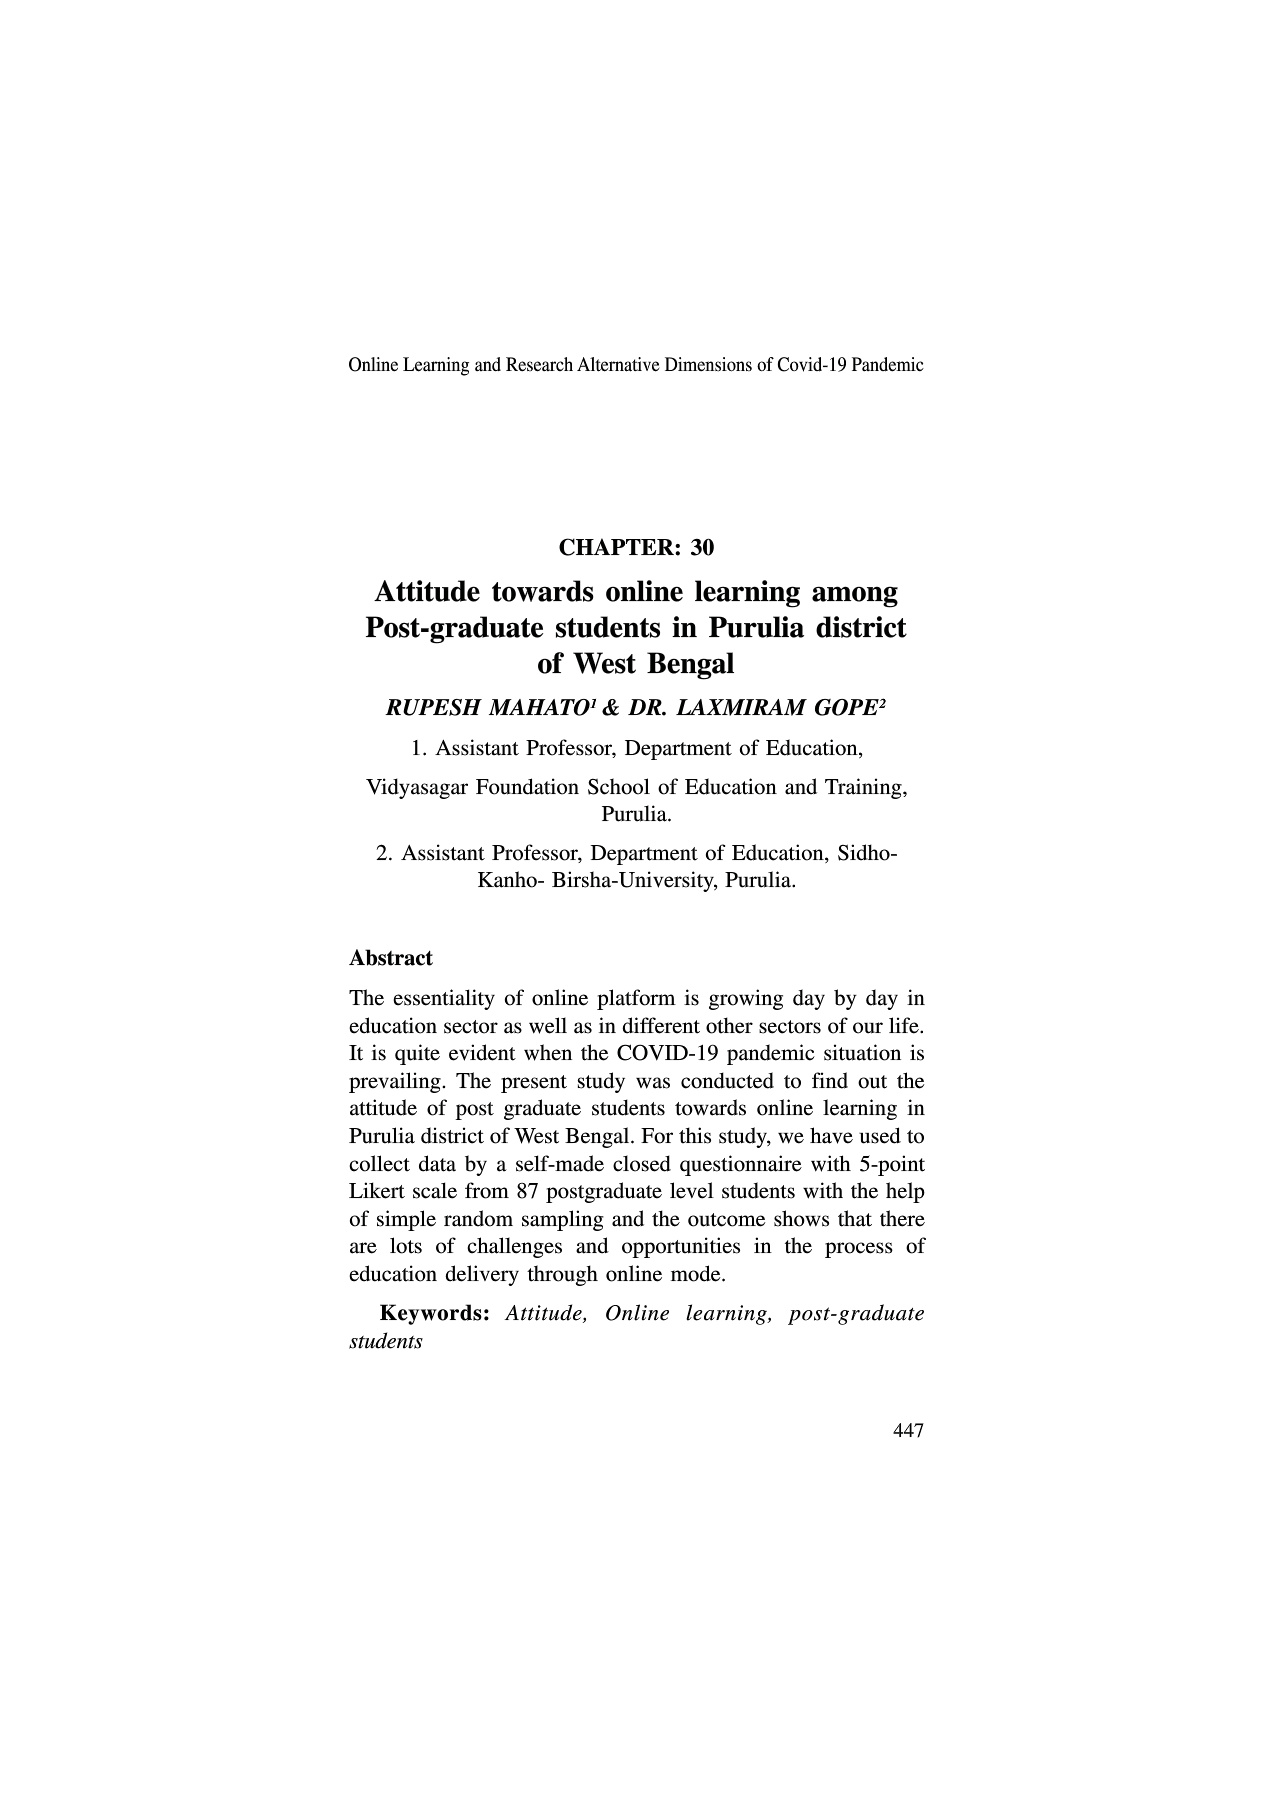 Online Learning and Research Alternative Dimensions of Covid-19 Pandemic
CHAPTER: 30
Attitude towards online learning among
Post-graduate students in Purulia district
of West Bengal
RUPESH MAHATO¹ & DR. LAXMIRAM GOPE²
1. Assistant Professor, Department of Education,
Vidyasagar Foundation School of Education and Training,
Purulia.
2. Assistant Professor, Department of Education, Sidho-
Kanho- Birsha-University, Purulia.
Abstract
The essentiality of online platform is growing day by day in
education sector as well as in different other sectors of our life.
It is quite evident when the COVID-19 pandemic situation is
prevailing. The present study was conducted to find out the
attitude of post graduate students towards online learning in
Purulia district of West Bengal. For this study, we have used to
collect data by a self-made closed questionnaire with 5-point
Likert scale from 87 postgraduate level students with the help
of simple random sampling and the outcome shows that there
are lots of challenges and opportunities in the process of
education delivery through online mode.
Keywords: Attitude, Online learning, post-graduate
students
447